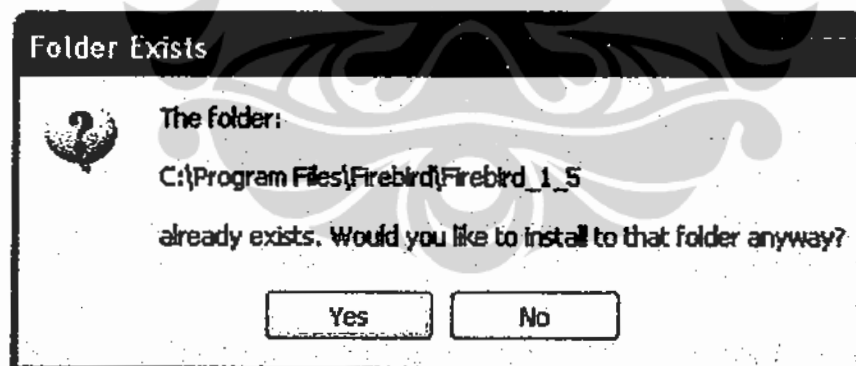 Folder Exists
The folder:
C:\Program Files\Firebird\Firebird_1_5
already exists. Would you like to install to that folder anyway?
Yes No